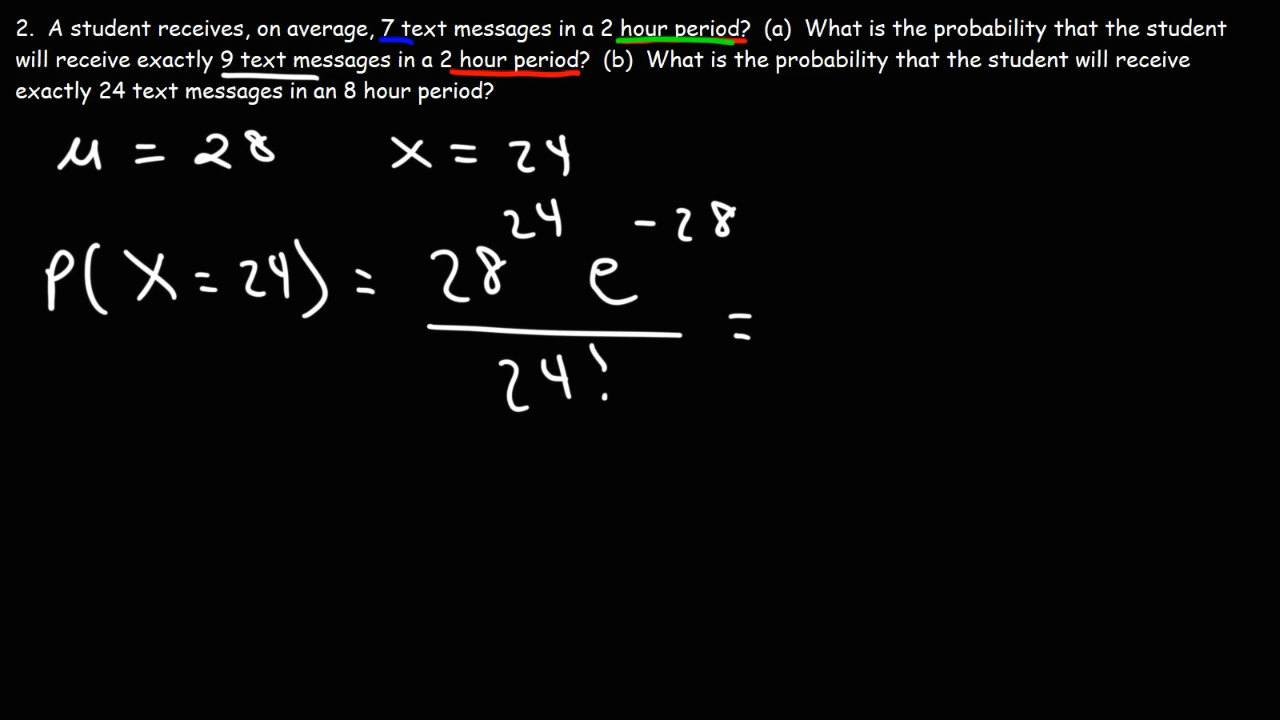 2. A student receives, on average, 7 text messages in a 2 hour period? (a) What is the probability that the student
will receive exactly 9 text messages in a 2 hour period? (b) What is the probability that the student will receive
exactly 24 text messages in an 8 hour period?
μ = 28 x = 24
24 -28
P(X = 24) = 28 e =
24!